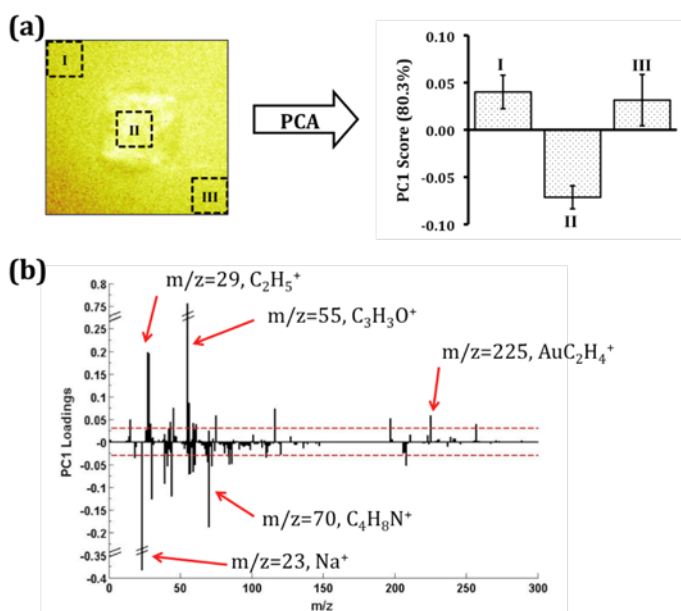 (a)
I
II
III
PCA
PC1 Score (80.3%)
0.10
0.05
0.00
-0.05
-0.10
I
III
II
(b)
m/z=29, C₂H₅⁺
m/z=55, C₃H₃O⁺
m/z=225, AuC₂H₄⁺
m/z=70, C₄H₈N⁺
m/z=23, Na⁺
PC1 Loadings
0.8
0.75
0.25
0.2
0.15
0.1
0.05
-0
-0.05
-0.1
-0.15
-0.2
-0.35
-0.4
0 50 100 150 200 250 300
m/z